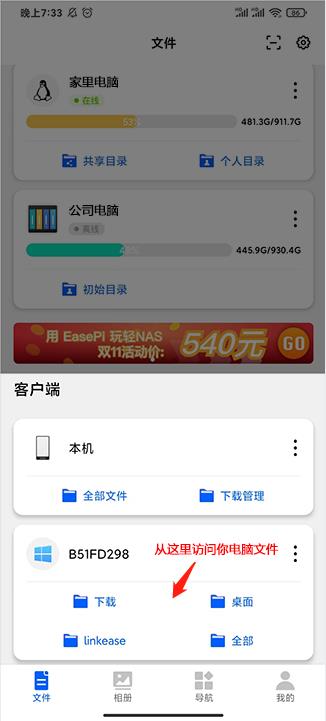 晚上7:33
HD HD 86
文件
家里电脑
在线
53%
481.3G/911.7G
共享目录 个人目录
公司电脑
离线
445.9G/930.4G
初始目录
用 EasePi 玩轻NAS
双11活动价: 540元 GO
客户端
本机
全部文件 下载管理
B51FD298 从这里访问你电脑文件
下载 桌面
linkease 全部
文件 相册 导航 我的